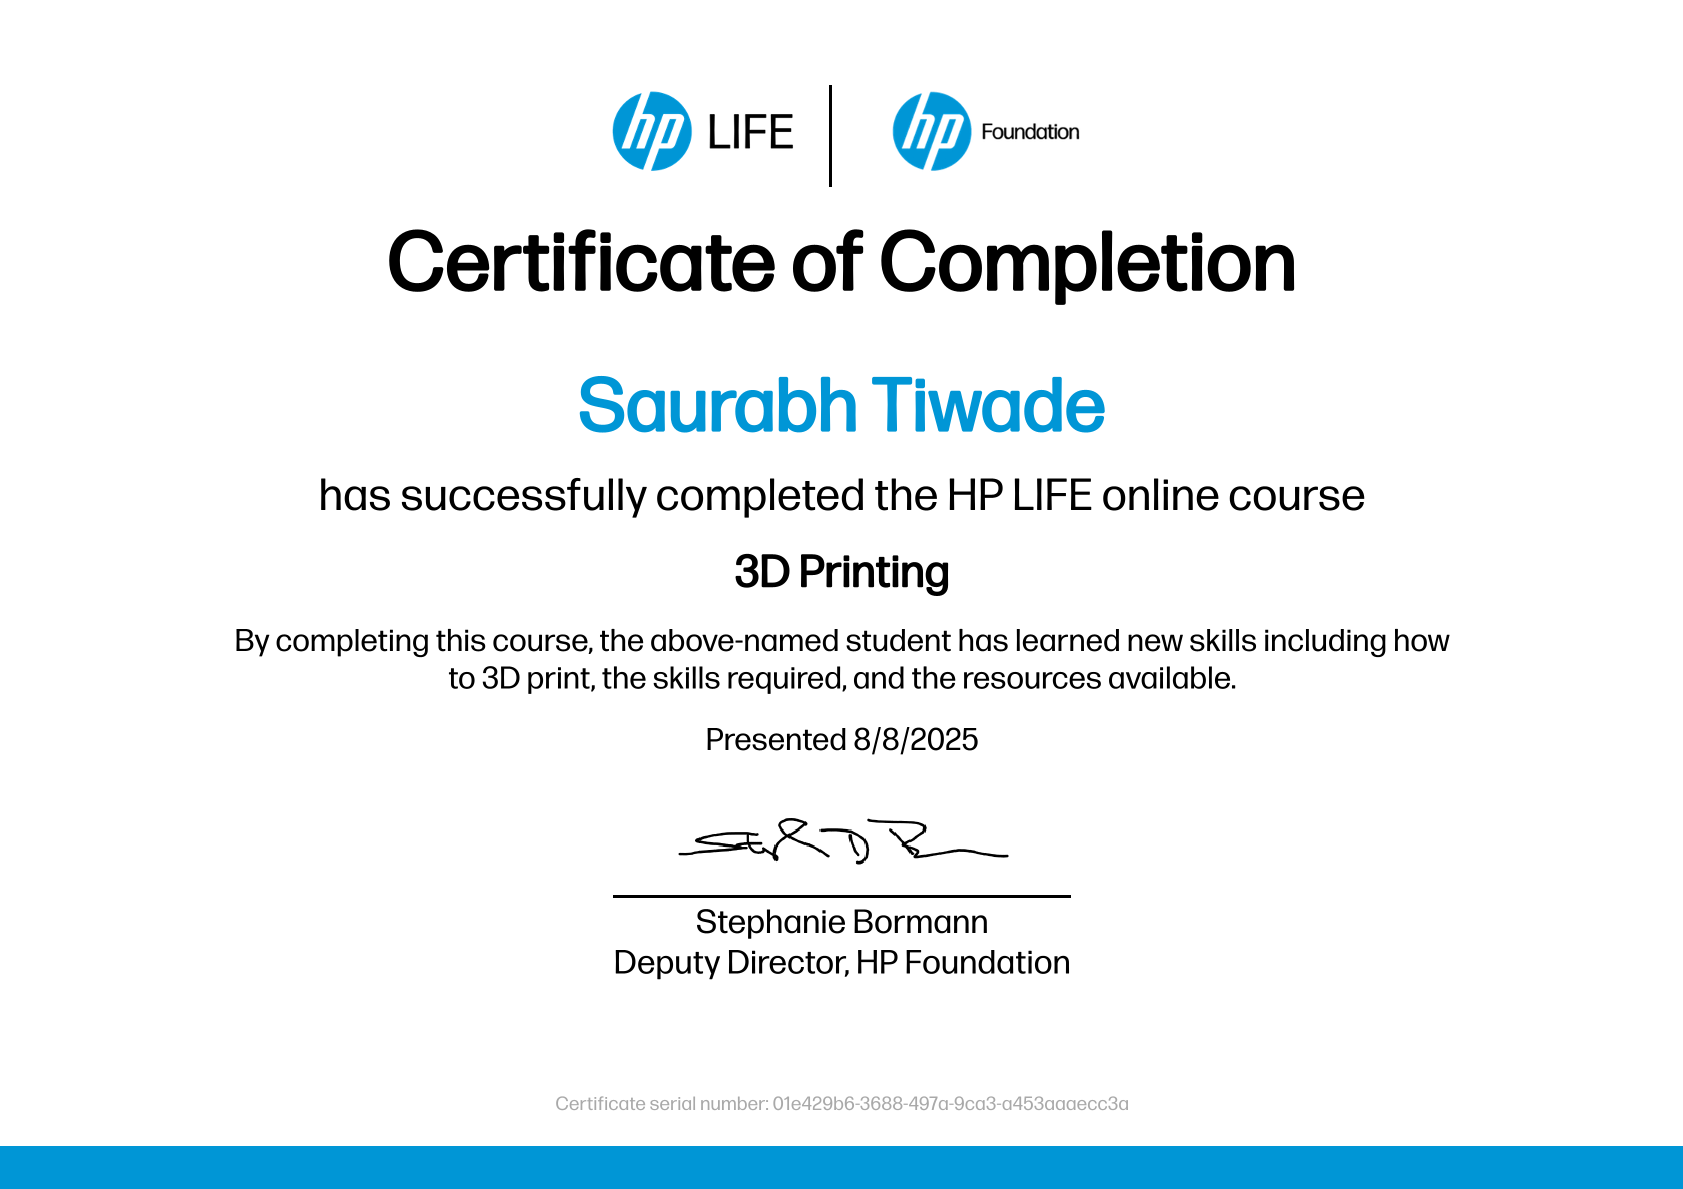 hp LIFE
hp Foundation
Certificate of Completion
Saurabh Tiwade
has successfully completed the HP LIFE online course
3D Printing
By completing this course, the above-named student has learned new skills including how
to 3D print, the skills required, and the resources available.
Presented 8/8/2025
Stephanie Bormann
Deputy Director, HP Foundation
Certificate serial number: 01e429b6-3688-497a-9ca3-a453aaaecc3a